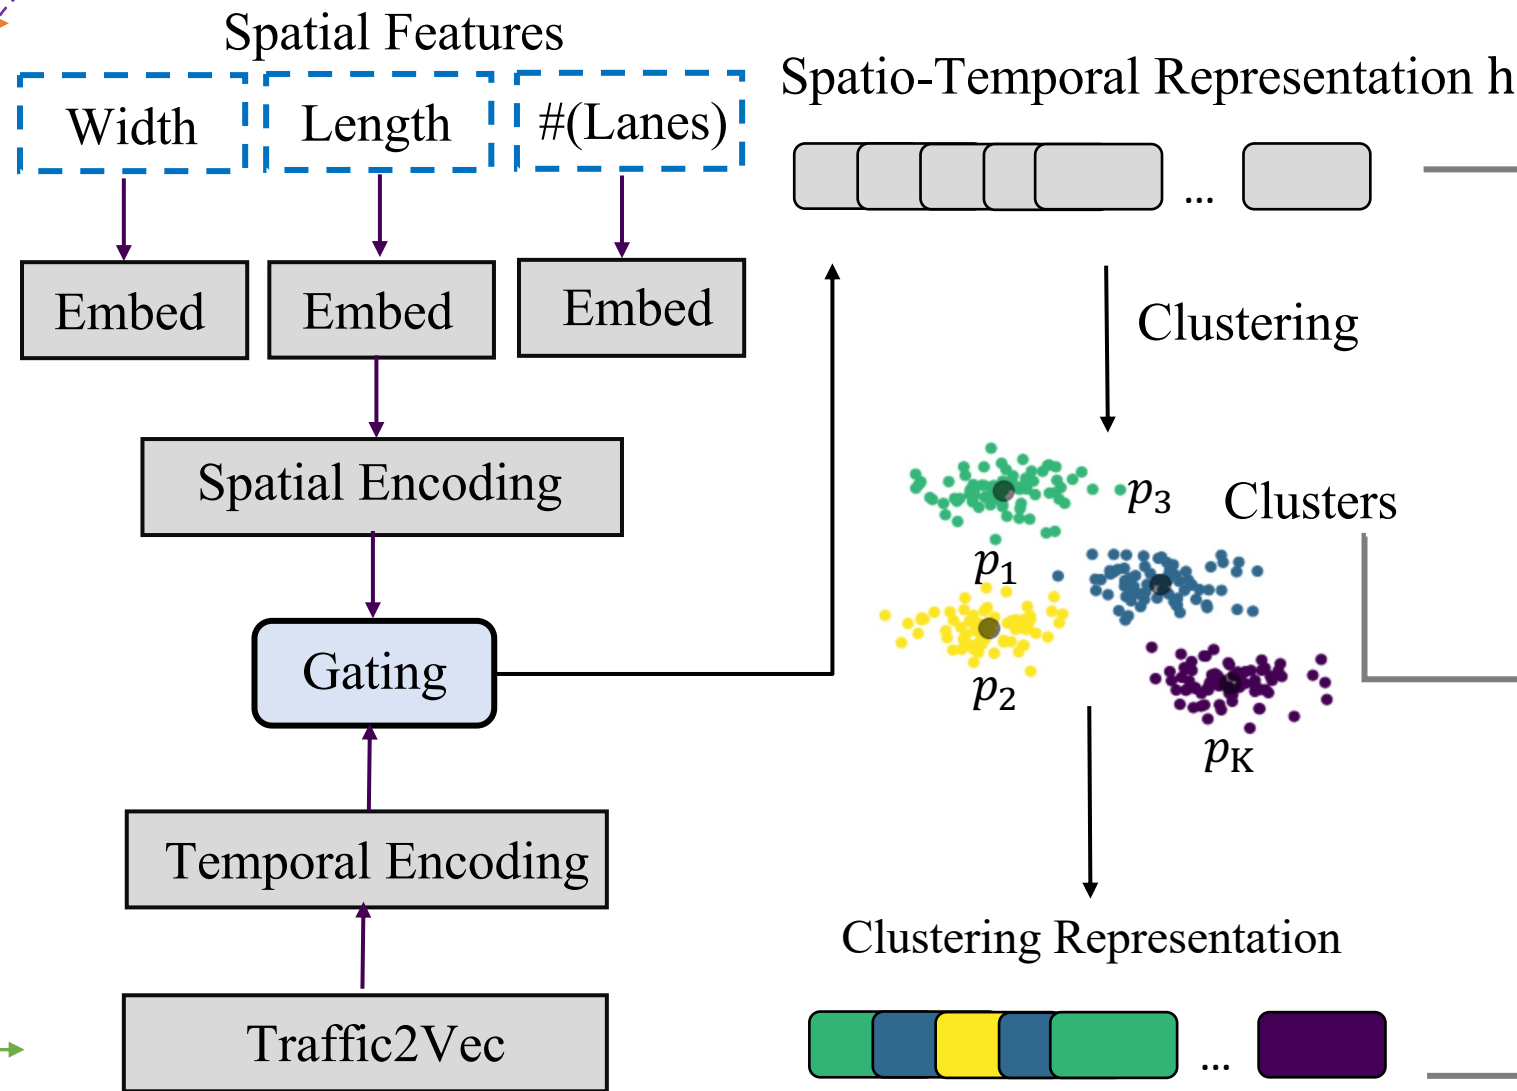 Spatial Features
Width
Length
#(Lanes)
Embed
Embed
Embed
Spatial Encoding
Gating
Temporal Encoding
Traffic2Vec
Spatio-Temporal Representation h
...
Clustering
p3
Clusters
p1
p2
pK
Clustering Representation
...